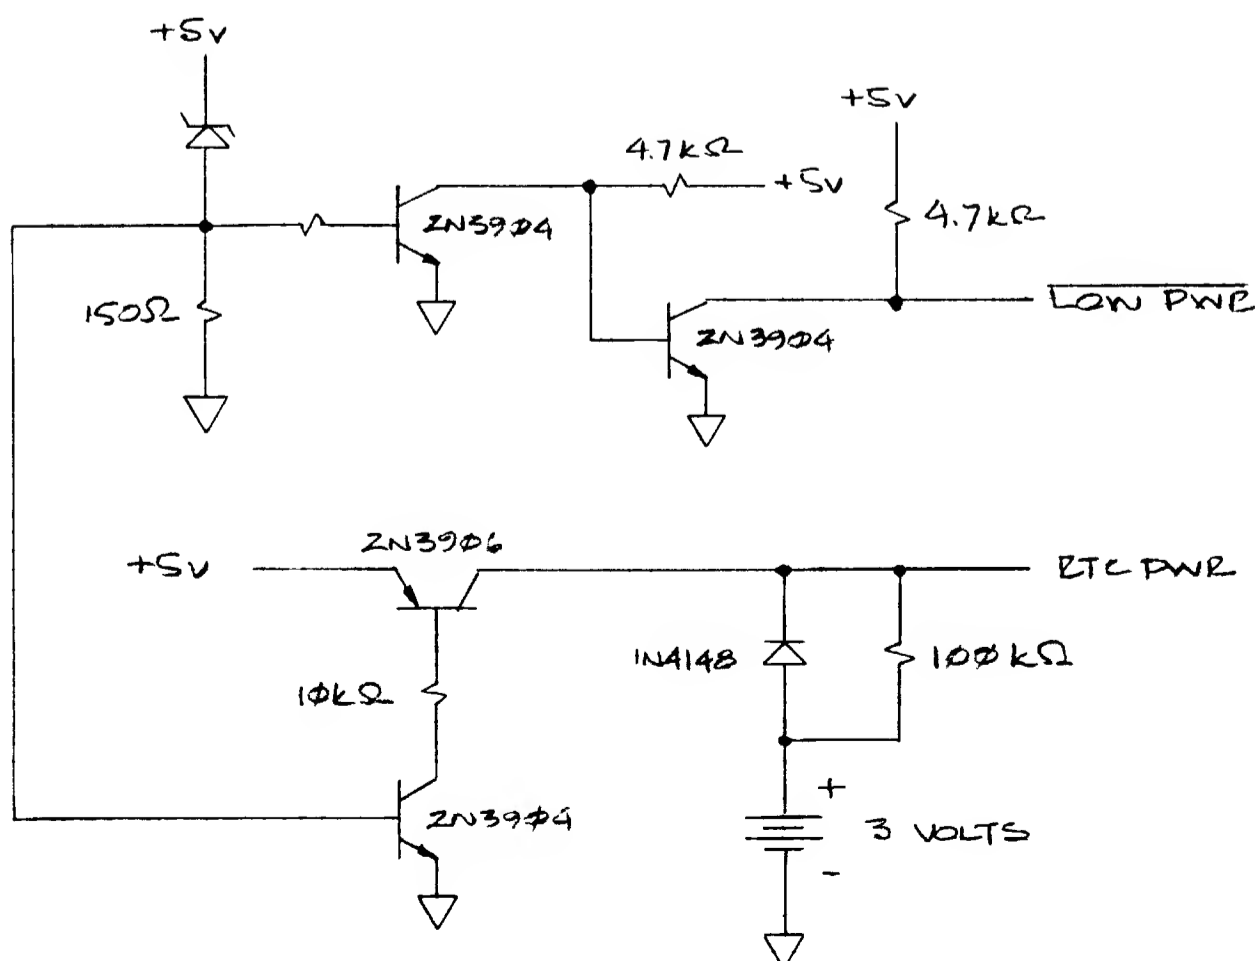 +5v
+5v
4.7kΩ
+5v
2N3904
4.7kΩ
150Ω
LOW PWR
2N3904
2N3906
+5v
RTC PWR
1N4148
100kΩ
10kΩ
+
2N3904
3 VOLTS
-